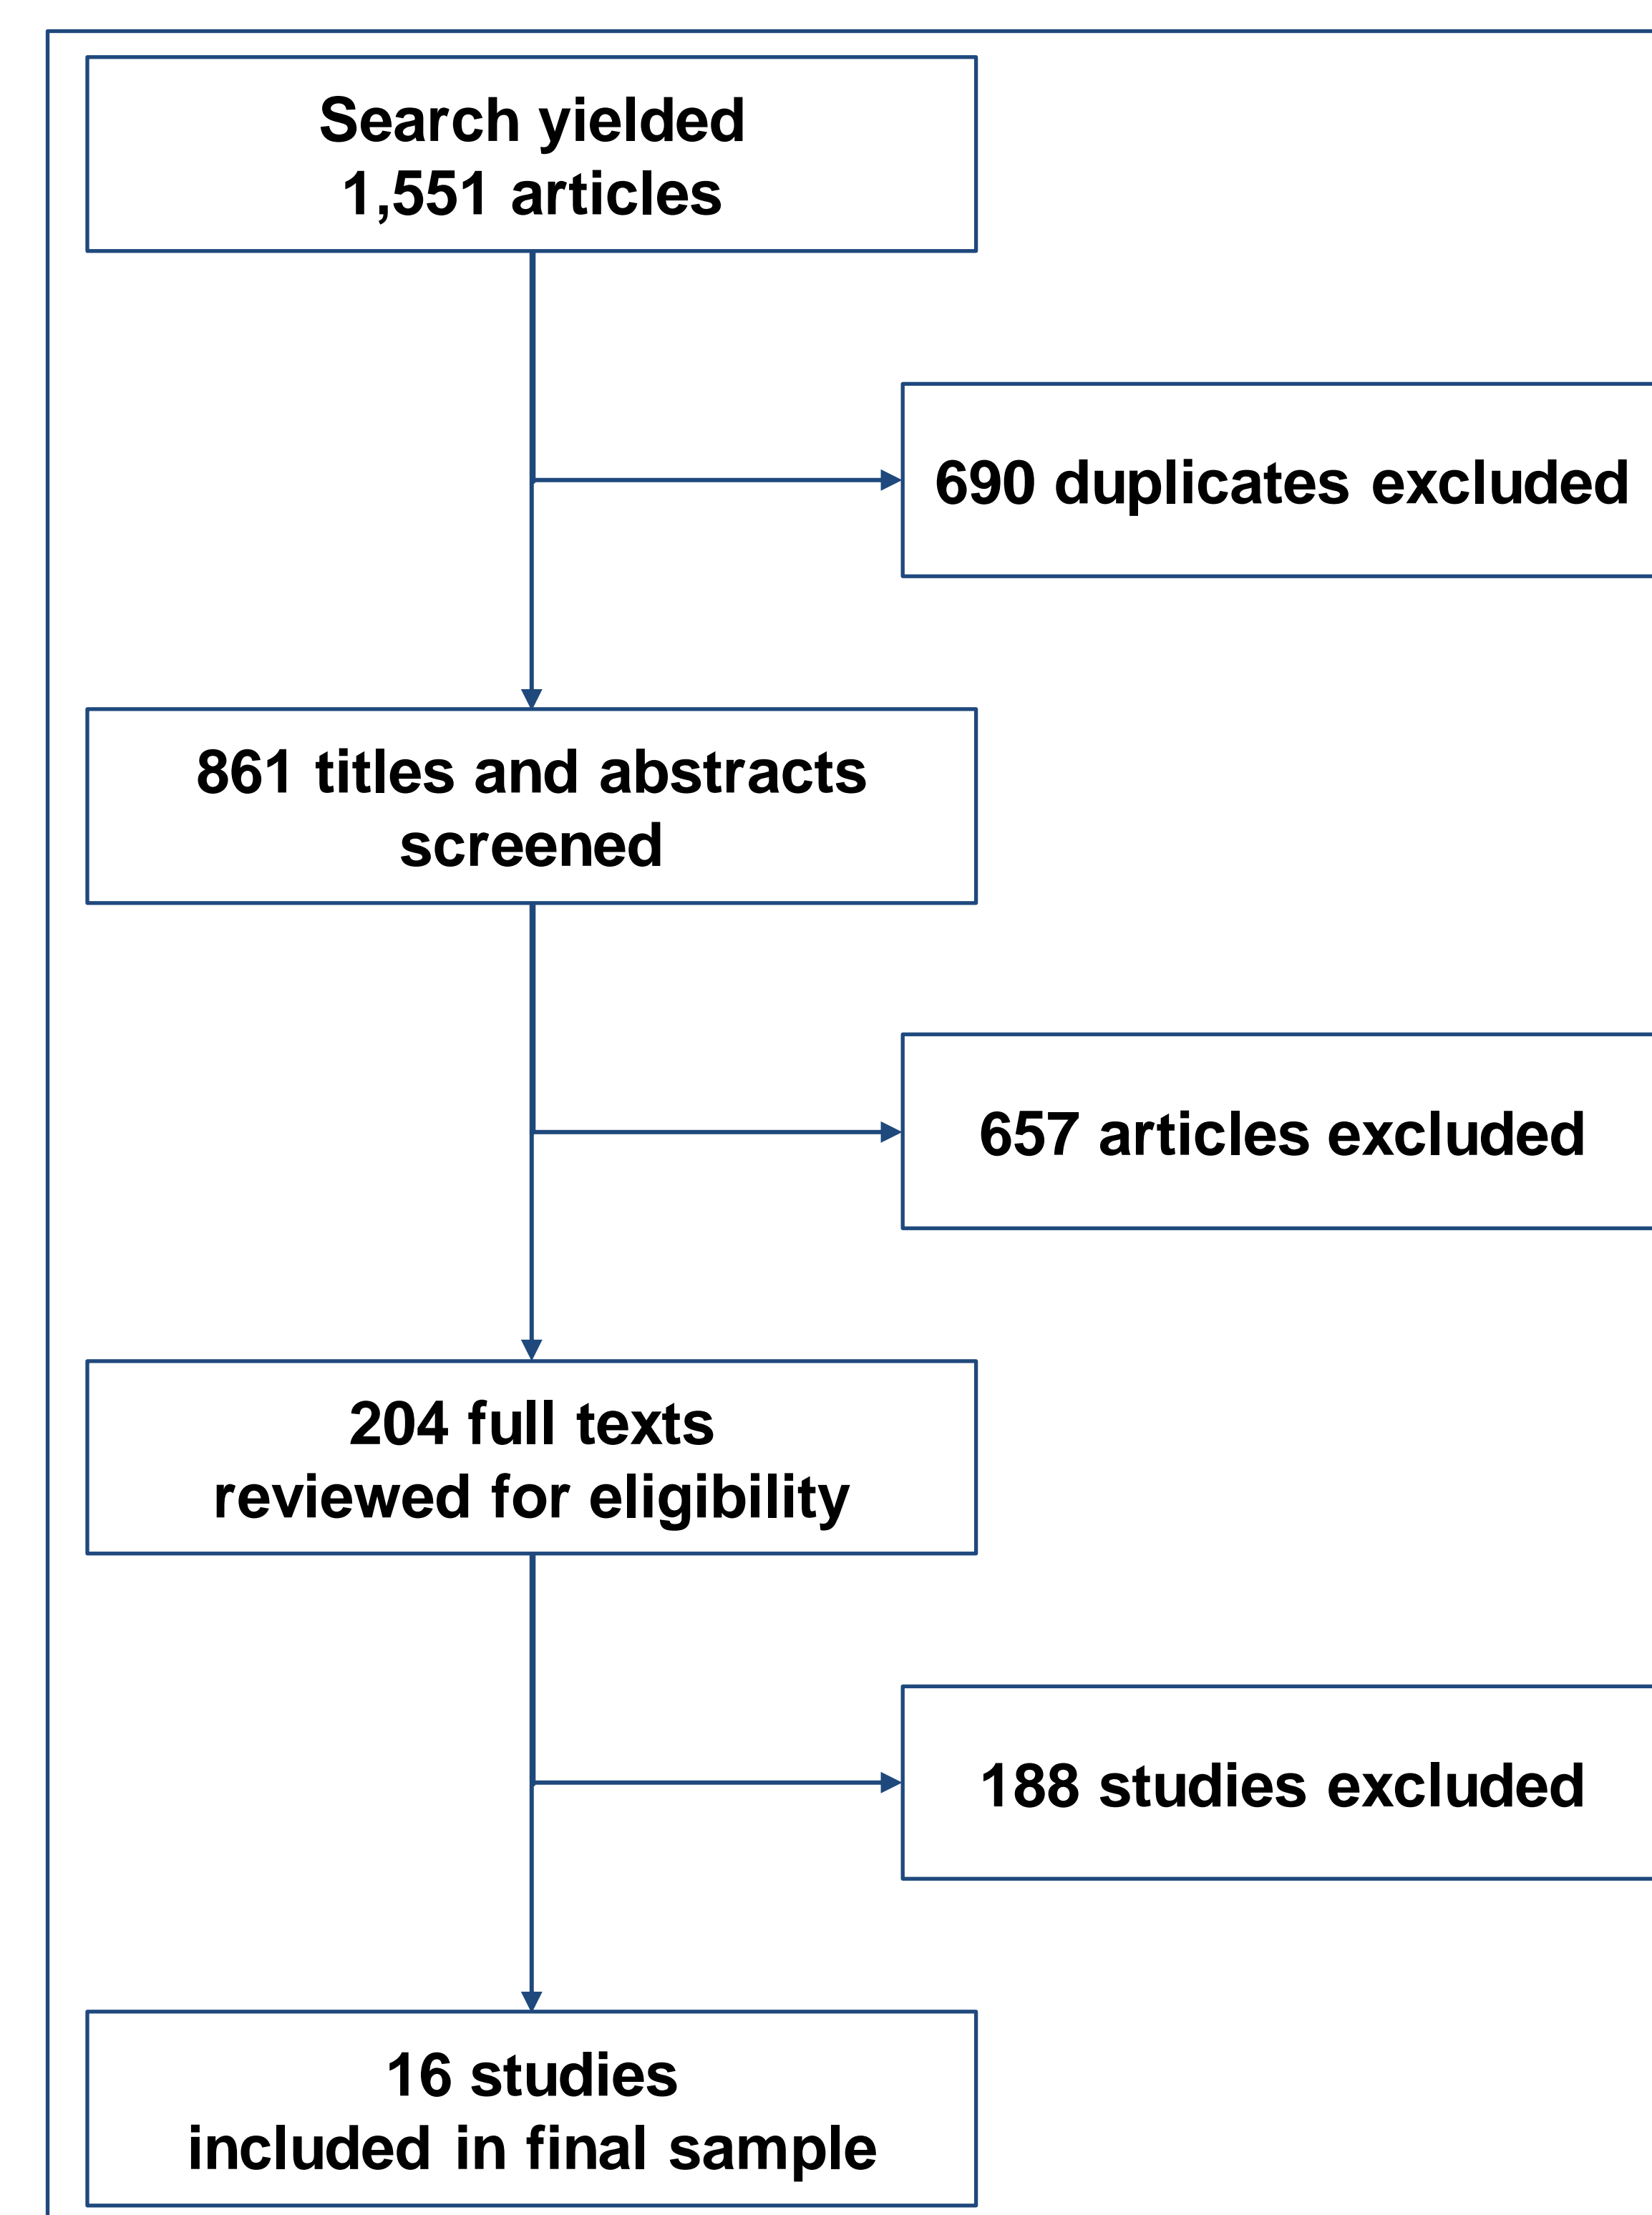 Search yielded
1,551 articles
690 duplicates excluded
861 titles and abstracts
screened
657 articles excluded
204 full texts
reviewed for eligibility
188 studies excluded
16 studies
included in final sample